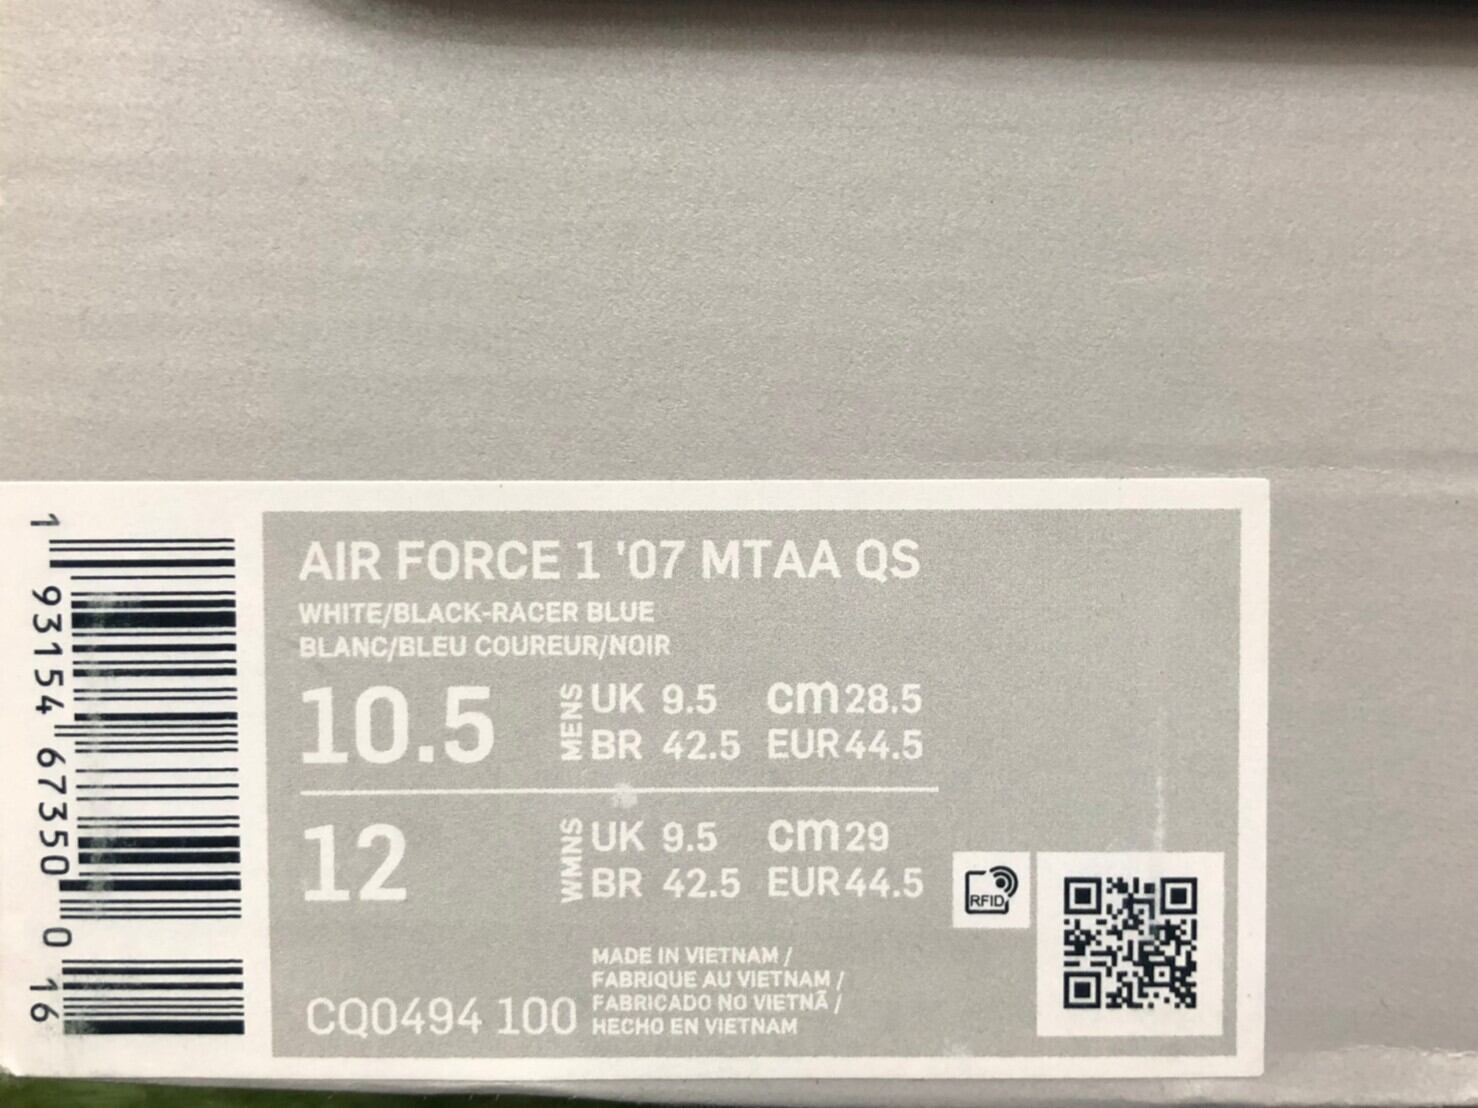 AIR FORCE 1 '07 MTAA QS
WHITE/BLACK-RACER BLUE
BLANC/BLEU COUREUR/NOIR
10.5
MENS
UK 9.5 cm 28.5
BR 42.5 EUR 44.5
12
WMNS
UK 9.5 cm 29
BR 42.5 EUR 44.5
RFID
MADE IN VIETNAM /
FABRIQUE AU VIETNAM /
FABRICADO NO VIETNÃ /
HECHO EN VIETNAM
CQ0494 100
1 93154 67350 0 16